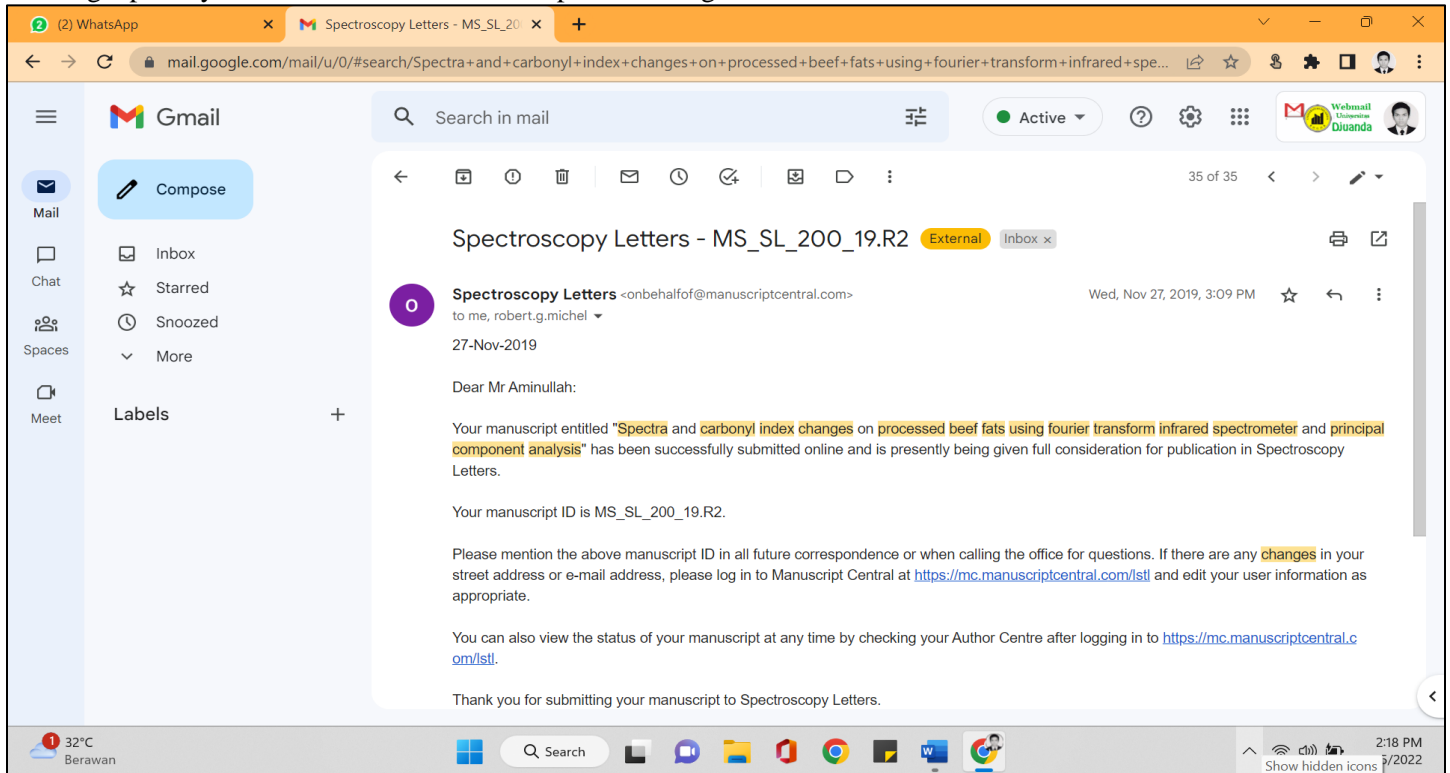 (2) WhatsApp
Spectroscopy Letters - MS_SL_20
mail.google.com/mail/u/0/#search/Spectra+and+carbonyl+index+changes+on+processed+beef+fats+using+fourier+transform+infrared+spe...
Gmail
Search in mail
Active
Webmail
Universitas
Djuanda
Mail
Compose
35 of 35
Chat
Inbox
Starred
Snoozed
More
Spaces
Meet
Labels
Spectroscopy Letters - MS_SL_200_19.R2 External Inbox x
O
Spectroscopy Letters <onbehalfof@manuscriptcentral.com> Wed, Nov 27, 2019, 3:09 PM
to me, robert.g.michel
27-Nov-2019
Dear Mr Aminullah:
Your manuscript entitled "Spectra and carbonyl index changes on processed beef fats using fourier transform infrared spectrometer and principal
component analysis" has been successfully submitted online and is presently being given full consideration for publication in Spectroscopy
Letters.
Your manuscript ID is MS_SL_200_19.R2.
Please mention the above manuscript ID in all future correspondence or when calling the office for questions. If there are any changes in your
street address or e-mail address, please log in to Manuscript Central at https://mc.manuscriptcentral.com/lstl and edit your user information as
appropriate.
You can also view the status of your manuscript at any time by checking your Author Centre after logging in to https://mc.manuscriptcentral.c
om/lstl.
Thank you for submitting your manuscript to Spectroscopy Letters.
1
32°C
Berawan
Search
2:18 PM
5/2022
Show hidden icons